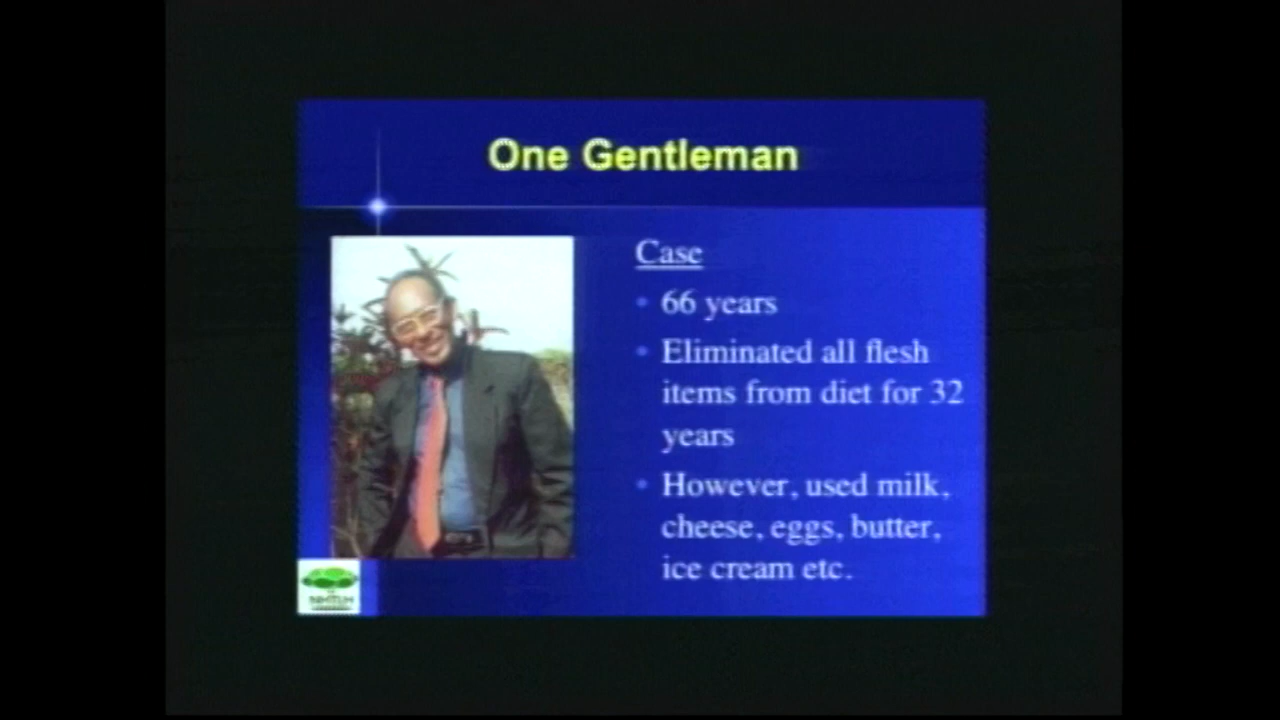 One Gentleman
Case
• 66 years
• Eliminated all flesh
items from diet for 32
years
• However, used milk,
cheese, eggs, butter,
ice cream etc.